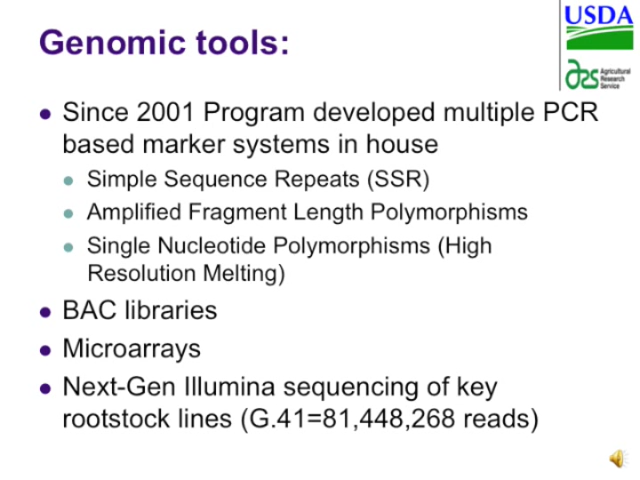 Genomic tools:
USDA
Agricultural
Research
Service
Since 2001 Program developed multiple PCR
based marker systems in house
Simple Sequence Repeats (SSR)
Amplified Fragment Length Polymorphisms
Single Nucleotide Polymorphisms (High
Resolution Melting)
BAC libraries
Microarrays
Next-Gen Illumina sequencing of key
rootstock lines (G.41=81,448,268 reads)